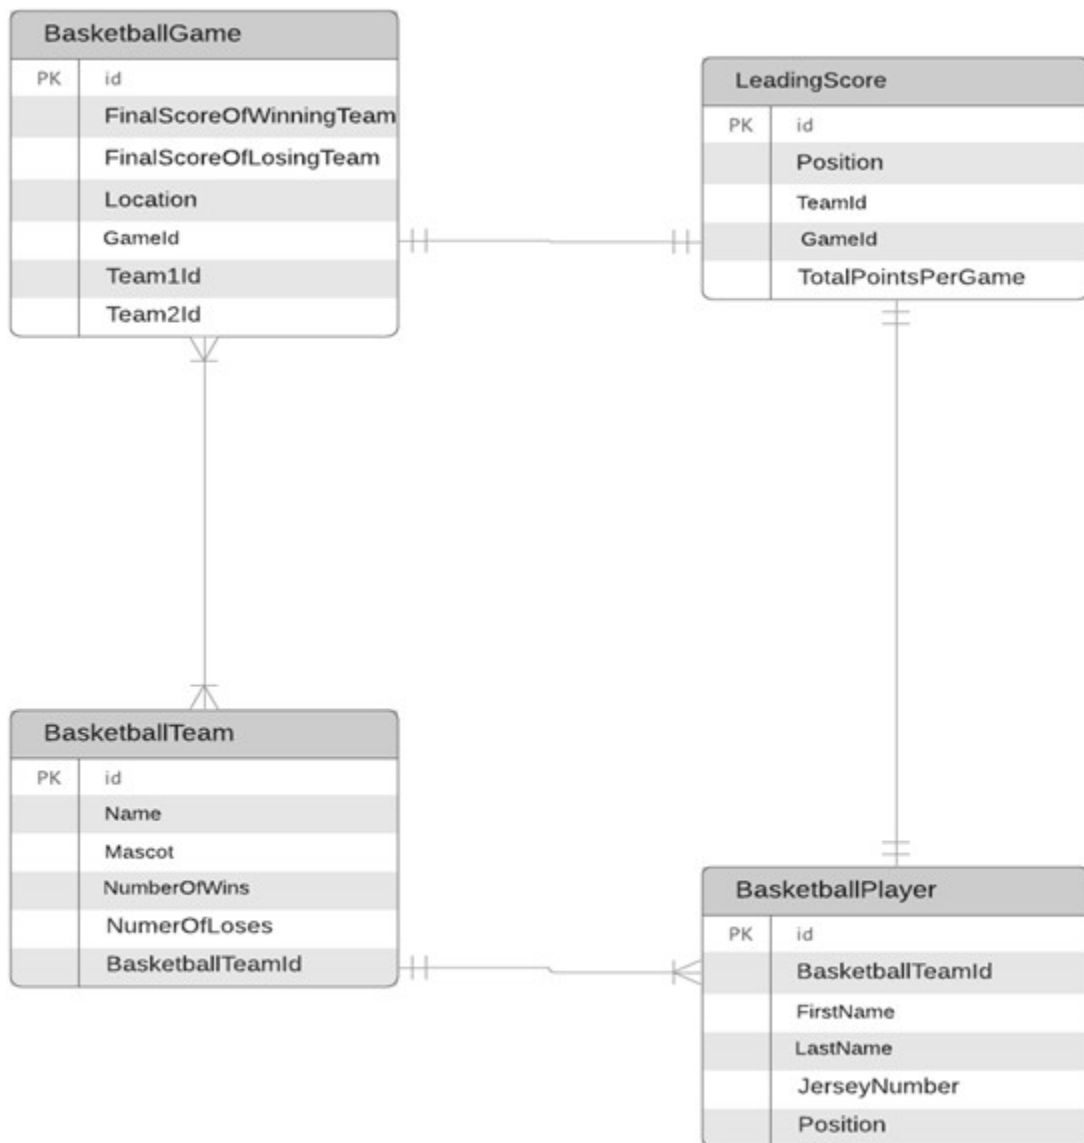 BasketballGame
PK id
FinalScoreOfWinningTeam
FinalScoreOfLosingTeam
Location
GameId
Team1Id
Team2Id
LeadingScore
PK id
Position
TeamId
GameId
TotalPointsPerGame
BasketballTeam
PK id
Name
Mascot
NumberOfWins
NumerOfLoses
BasketballTeamId
BasketballPlayer
PK id
BasketballTeamId
FirstName
LastName
JerseyNumber
Position